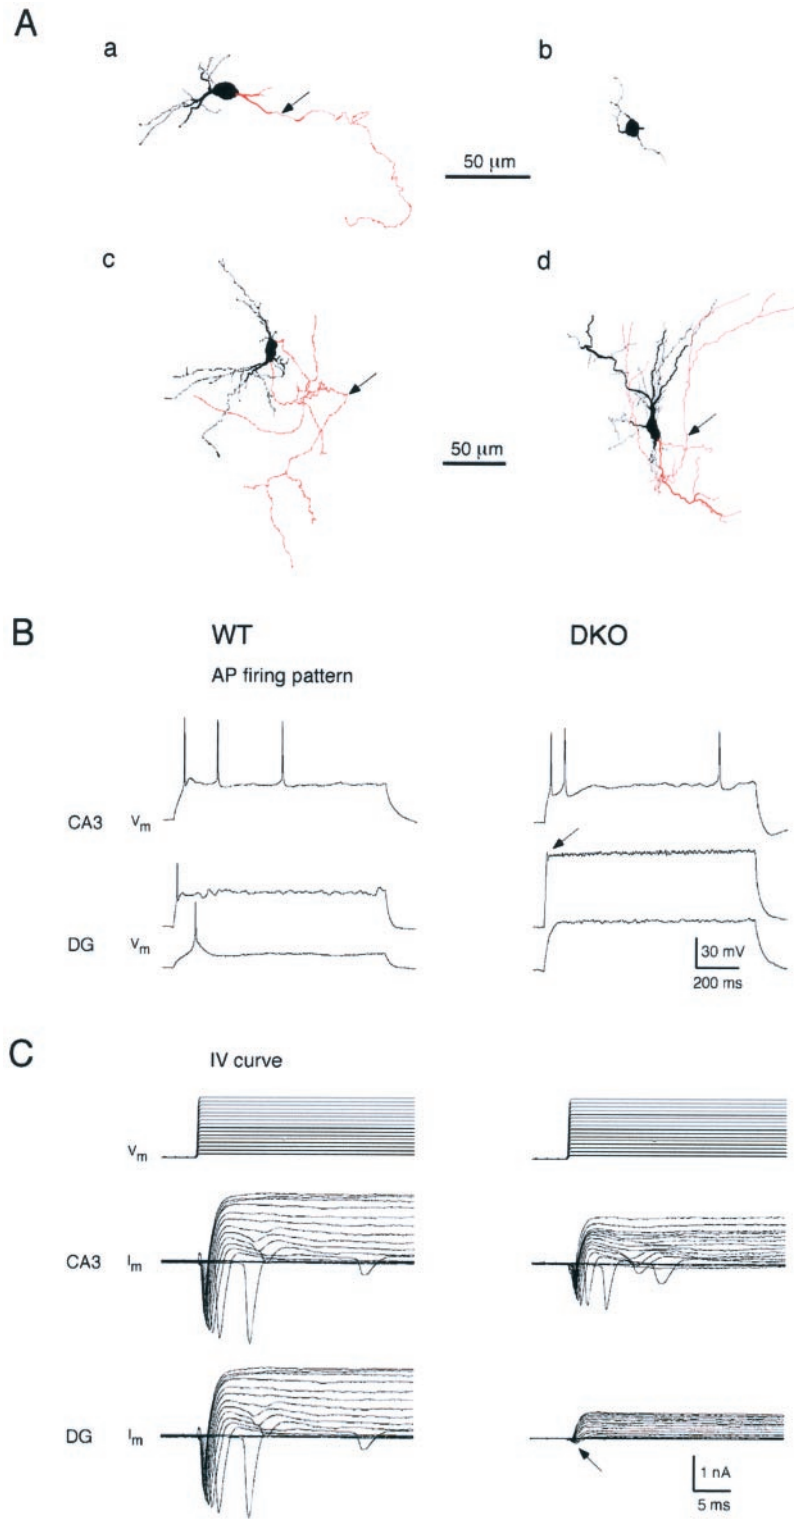 A
a
b
50 μm
c
d
50 μm
B
WT
DKO
AP firing pattern
CA3 Vm
DG Vm
30 mV
200 ms
C
IV curve
Vm
CA3 Im
DG Im
1 nA
5 ms